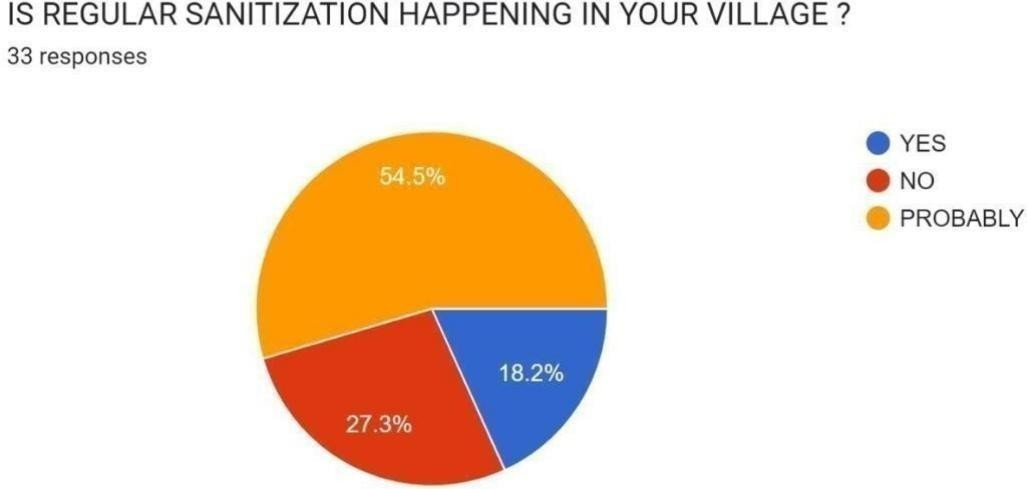 IS REGULAR SANITIZATION HAPPENING IN YOUR VILLAGE ?
33 responses
54.5%
18.2%
27.3%
YES
NO
PROBABLY